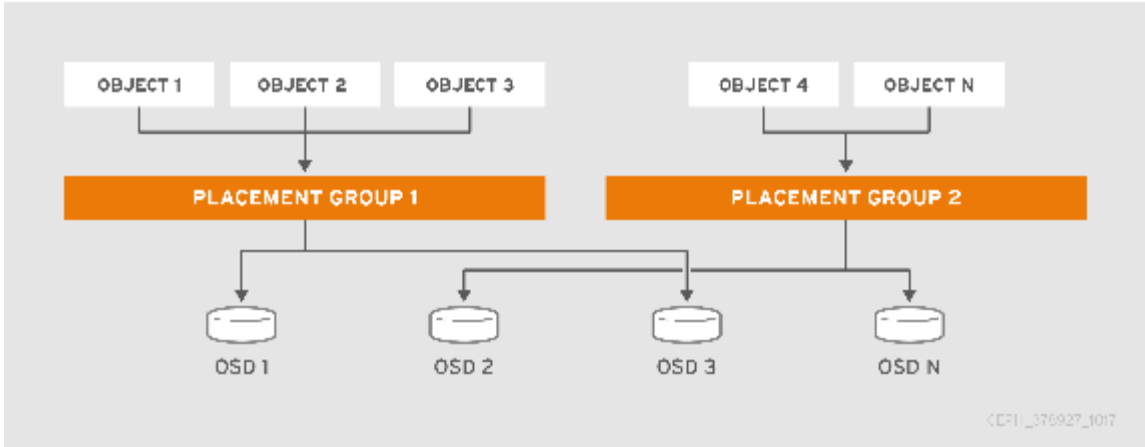 OBJECT 1 OBJECT 2 OBJECT 3 OBJECT 4 OBJECT N
PLACEMENT GROUP 1 PLACEMENT GROUP 2
OSD 1 OSD 2 OSD 3 OSD N
CEPH_376927_1017